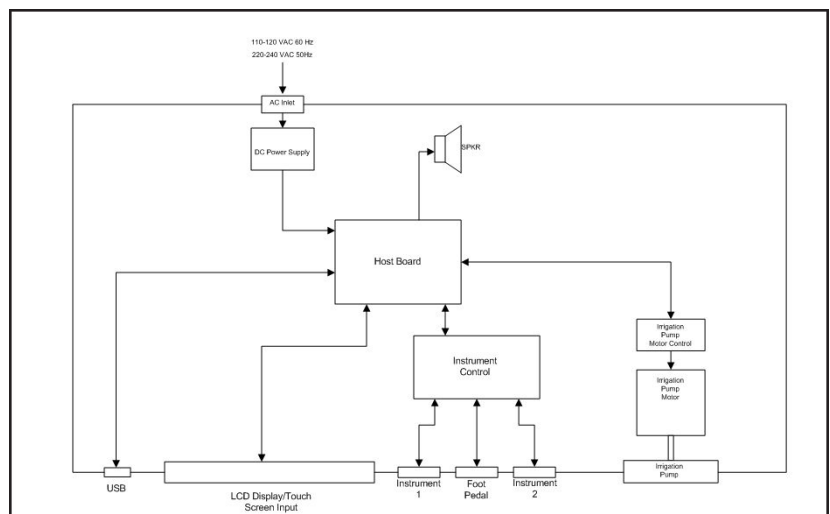 110-120 VAC 60 Hz
220-240 VAC 50Hz
AC Inlet
DC Power Supply
SPKR
Host Board
Irrigation
Pump
Motor Control
Instrument
Control
Irrigation
Pump
Motor
Irrigation
Pump
USB
LCD Display/Touch
Screen Input
Instrument
1
Foot
Pedal
Instrument
2